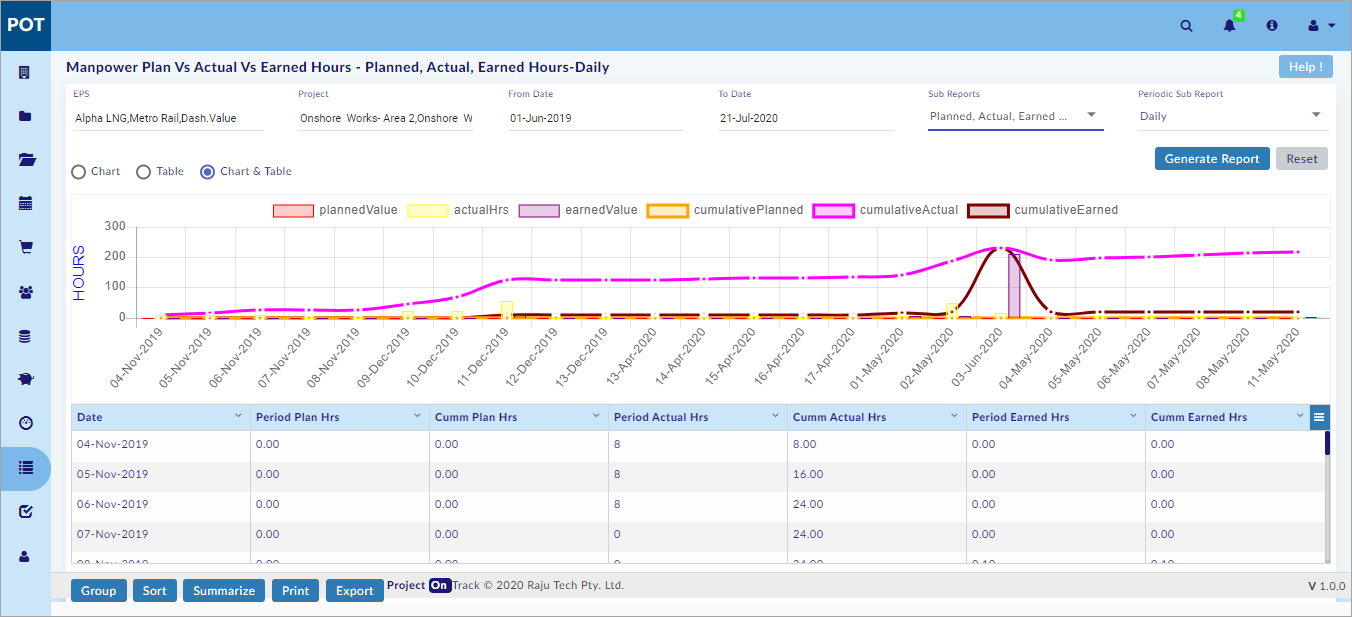 POT
4
Manpower Plan Vs Actual Vs Earned Hours - Planned, Actual, Earned Hours-Daily
Help !
EPS Project From Date To Date Sub Reports Periodic Sub Report
Alpha LNG,Metro Rail,Dash.Value Onshore Works- Area 2,Onshore W 01-Jun-2019 21-Jul-2020 Planned, Actual, Earned ... Daily
Generate Report Reset
Chart Table Chart & Table
plannedValue actualHrs earnedValue cumulativePlanned cumulativeActual cumulativeEarned
HOURS
300
200
100
0
04-Nov-2019 05-Nov-2019 06-Nov-2019 07-Nov-2019 08-Nov-2019 09-Dec-2019 10-Dec-2019 11-Dec-2019 12-Dec-2019 13-Dec-2019 13-Apr-2020 14-Apr-2020 15-Apr-2020 16-Apr-2020 17-Apr-2020 01-May-2020 02-May-2020 03-Jun-2020 04-May-2020 05-May-2020 06-May-2020 07-May-2020 08-May-2020 11-May-2020
Date Period Plan Hrs Cumm Plan Hrs Period Actual Hrs Cumm Actual Hrs Period Earned Hrs Cumm Earned Hrs
04-Nov-2019 0.00 0.00 8 8.00 0.00 0.00
05-Nov-2019 0.00 0.00 8 16.00 0.00 0.00
06-Nov-2019 0.00 0.00 8 24.00 0.00 0.00
07-Nov-2019 0.00 0.00 0 24.00 0.00 0.00
Group Sort Summarize Print Export Project On Track © 2020 Raju Tech Pty. Ltd. V 1.0.0